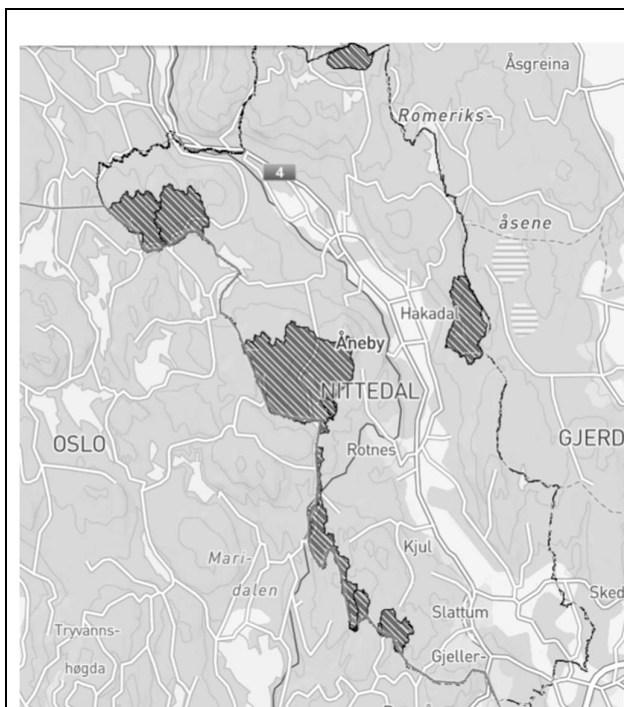 Åsgreina
Romeriks-
4
åsene
Hakadal
Åneby
NITTEDAL
OSLO
GJERD
Rotnes
Kjul
Mari-
dalen
Sked
Slattum
Tryvanns-
høgda
Gjeller-